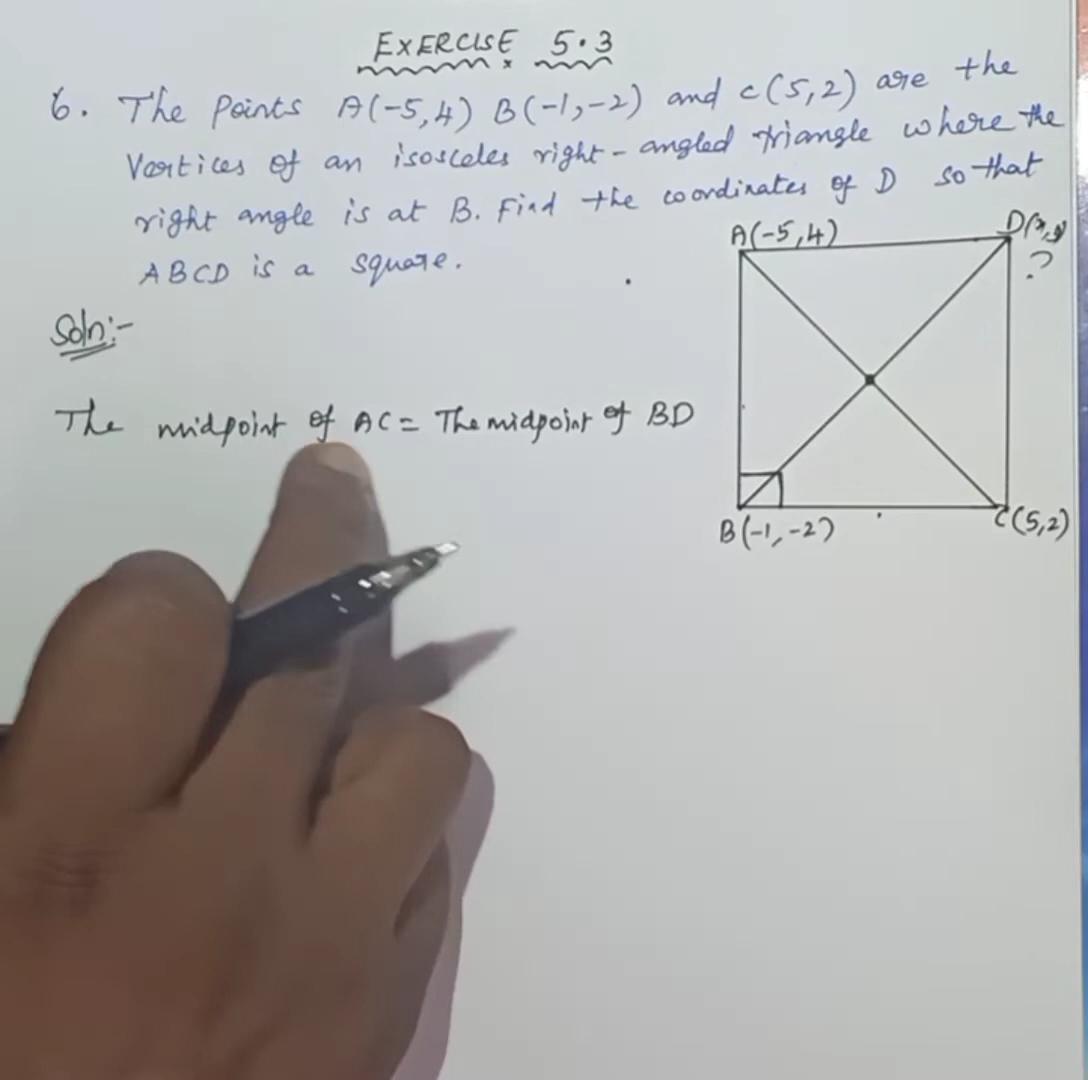 EXERCISE 5.3
6. The points A(-5,4) B(-1,-2) and C(5,2) are the
Vertices of an isosceles right-angled triangle where the
right angle is at B. Find the coordinates of D so that
ABCD is a square.
A(-5,4)
D(x,y)
?
Soln:-
The midpoint of AC = The midpoint of BD
B(-1,-2)
C(5,2)